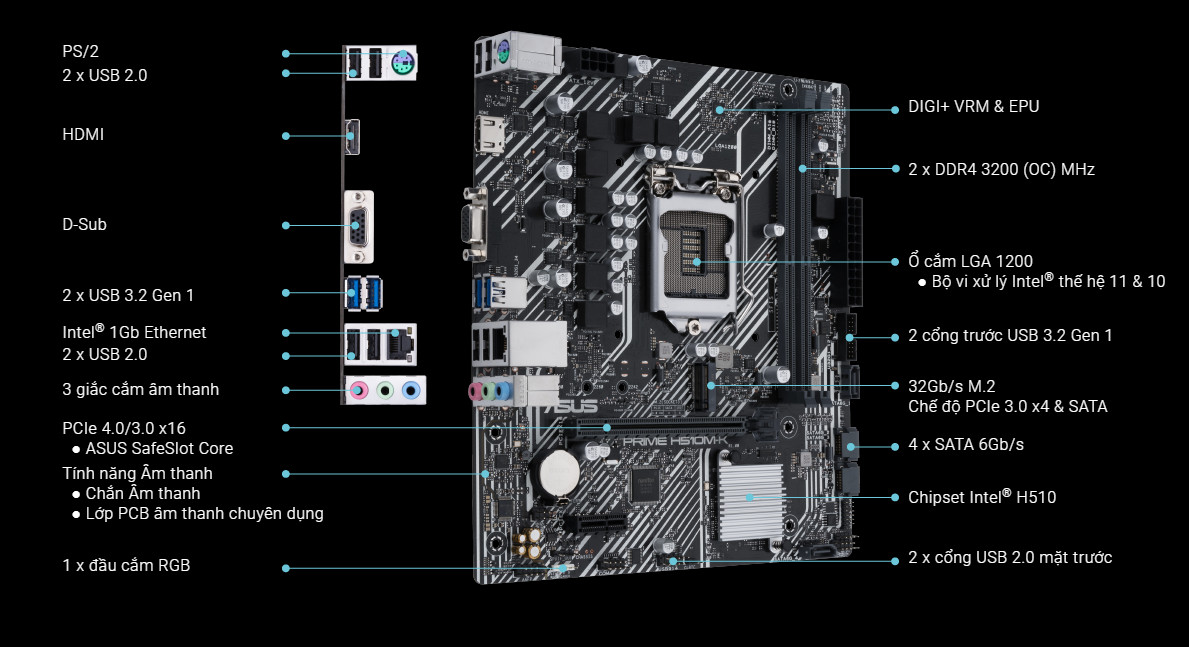 PS/2
2 x USB 2.0
HDMI
D-Sub
2 x USB 3.2 Gen 1
Intel® 1Gb Ethernet
2 x USB 2.0
3 giắc cắm âm thanh
PCIe 4.0/3.0 x16
● ASUS SafeSlot Core
Tính năng Âm thanh
● Chắn Âm thanh
● Lớp PCB âm thanh chuyên dụng
1 x đầu cắm RGB
LGA1200
ASUS
PRIME H510M-K
DIGI+ VRM & EPU
2 x DDR4 3200 (OC) MHz
Ổ cắm LGA 1200
● Bộ vi xử lý Intel® thế hệ 11 & 10
2 cổng trước USB 3.2 Gen 1
32Gb/s M.2
Chế độ PCIe 3.0 x4 & SATA
4 x SATA 6Gb/s
Chipset Intel® H510
2 x cổng USB 2.0 mặt trước